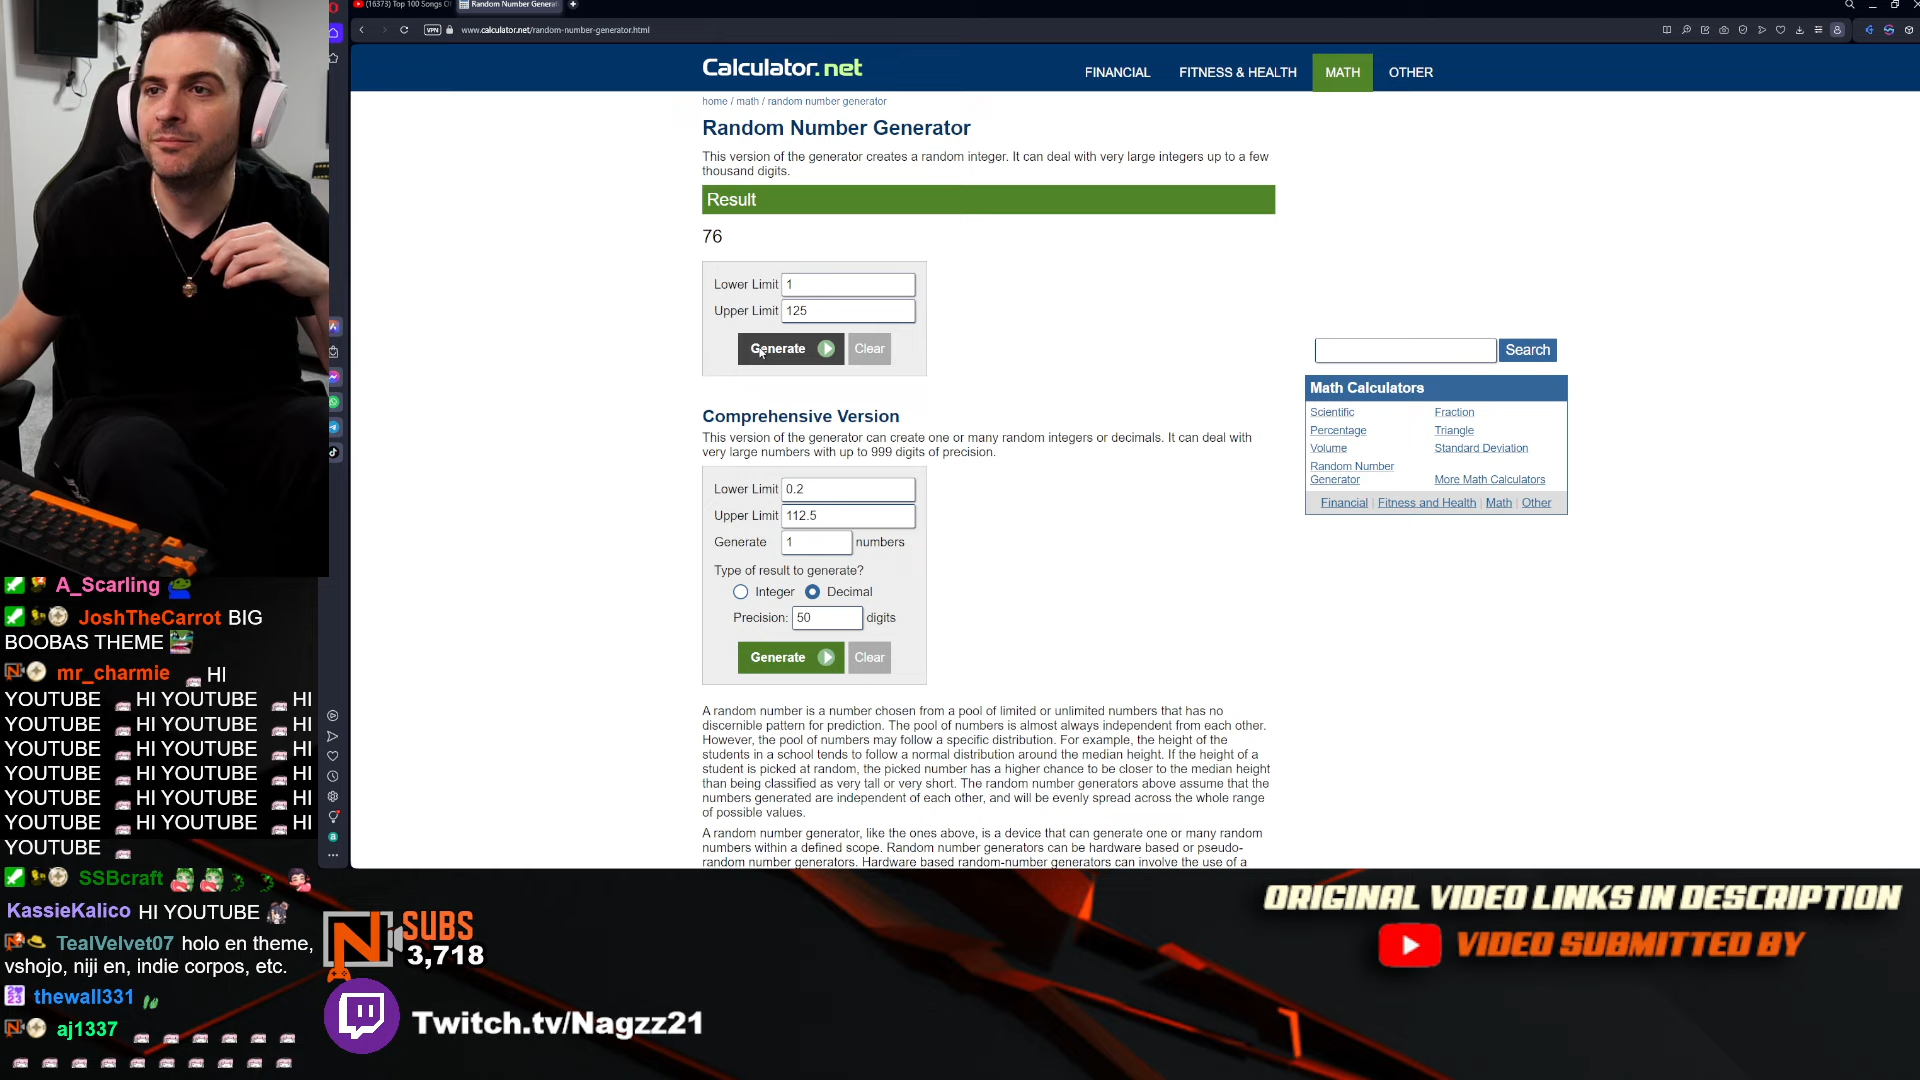 (16373) Top 100 Songs Of
Random Number Generat
VPN
www.calculator.net/random-number-generator.html
Calculator.net
FINANCIAL
FITNESS & HEALTH
MATH
OTHER
home / math / random number generator
Random Number Generator
This version of the generator creates a random integer. It can deal with very large integers up to a few
thousand digits.
Result
76
Lower Limit 1
Upper Limit 125
Generate
Clear
Comprehensive Version
This version of the generator can create one or many random integers or decimals. It can deal with
very large numbers with up to 999 digits of precision.
Lower Limit 0.2
Upper Limit 112.5
Generate 1 numbers
Type of result to generate?
Integer Decimal
Precision: 50 digits
Generate
Clear
A random number is a number chosen from a pool of limited or unlimited numbers that has no
discernible pattern for prediction. The pool of numbers is almost always independent from each other.
However, the pool of numbers may follow a specific distribution. For example, the height of the
students in a school tends to follow a normal distribution around the median height. If the height of a
student is picked at random, the picked number has a higher chance to be closer to the median height
than being classified as very tall or very short. The random number generators above assume that the
numbers generated are independent of each other, and will be evenly spread across the whole range
of possible values.
A random number generator, like the ones above, is a device that can generate one or many random
numbers within a defined scope. Random number generators can be hardware based or pseudo-
random number generators. Hardware based random-number generators can involve the use of a
Search
Math Calculators
Scientific
Fraction
Percentage
Triangle
Volume
Standard Deviation
Random Number
Generator
More Math Calculators
Financial | Fitness and Health | Math | Other
A_Scarling
JoshTheCarrot BIG
BOOBAS THEME
mr_charmie HI
YOUTUBE HI YOUTUBE HI
YOUTUBE HI YOUTUBE HI
YOUTUBE HI YOUTUBE HI
YOUTUBE HI YOUTUBE HI
YOUTUBE HI YOUTUBE HI
YOUTUBE HI YOUTUBE HI
YOUTUBE
SSBcraft
KassieKalico HI YOUTUBE
TealVelvet07 holo en theme,
vshojo, niji en, indie corpos, etc.
thewall331
aj1337
N SUBS
3,718
Twitch.tv/Nagzz21
ORIGINAL VIDEO LINKS IN DESCRIPTION
VIDEO SUBMITTED BY